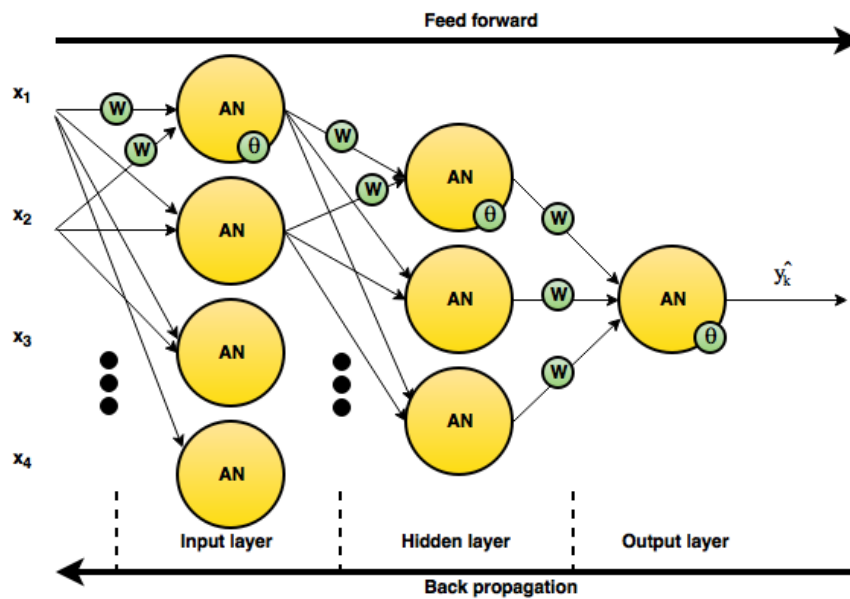 Feed forward
x1
W
AN
θ
W
W
AN
θ
W
x2
AN
W
AN
W
AN
θ
ŷk
x3
AN
W
AN
x4
AN
Input layer
Hidden layer
Output layer
Back propagation